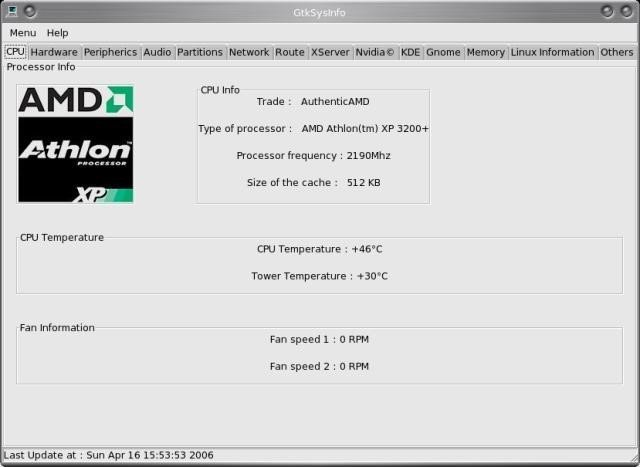 GtkSysInfo
Menu Help
CPU Hardware Peripherics Audio Partitions Network Route XServer Nvidia© KDE Gnome Memory Linux Information Others
Processor Info
AMD
Athlon
PROCESSOR
XP
CPU Info
Trade : AuthenticAMD
Type of processor : AMD Athlon(tm) XP 3200+
Processor frequency : 2190Mhz
Size of the cache : 512 KB
CPU Temperature
CPU Temperature : +46°C
Tower Temperature : +30°C
Fan Information
Fan speed 1 : 0 RPM
Fan speed 2 : 0 RPM
Last Update at : Sun Apr 16 15:53:53 2006